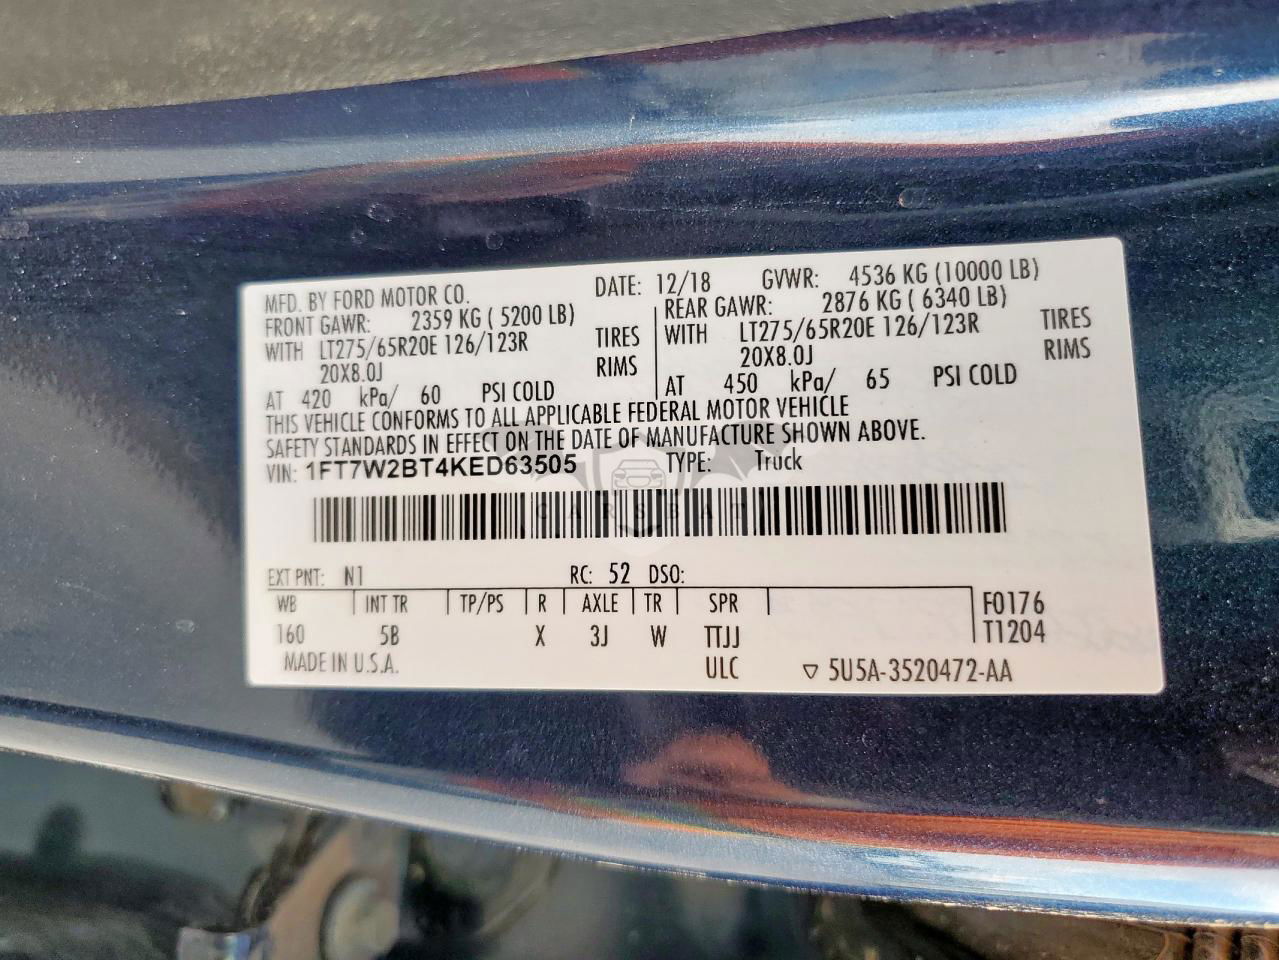 MFD. BY FORD MOTOR CO. DATE: 12/18 GVWR: 4536 KG (10000 LB)
FRONT GAWR: 2359 KG ( 5200 LB) REAR GAWR: 2876 KG ( 6340 LB)
WITH LT275/65R20E 126/123R TIRES WITH LT275/65R20E 126/123R TIRES
20X8.0J RIMS 20X8.0J RIMS
AT 420 kPa/ 60 PSI COLD AT 450 kPa/ 65 PSI COLD
THIS VEHICLE CONFORMS TO ALL APPLICABLE FEDERAL MOTOR VEHICLE
SAFETY STANDARDS IN EFFECT ON THE DATE OF MANUFACTURE SHOWN ABOVE.
VIN: 1FT7W2BT4KED63505 TYPE: Truck
CARSBAT
EXT PNT: N1 RC: 52 DSO:
WB INT TR TP/PS R AXLE TR SPR F0176
160 5B X 3J W TTJJ T1204
MADE IN U.S.A. ULC ▽ 5U5A-3520472-AA